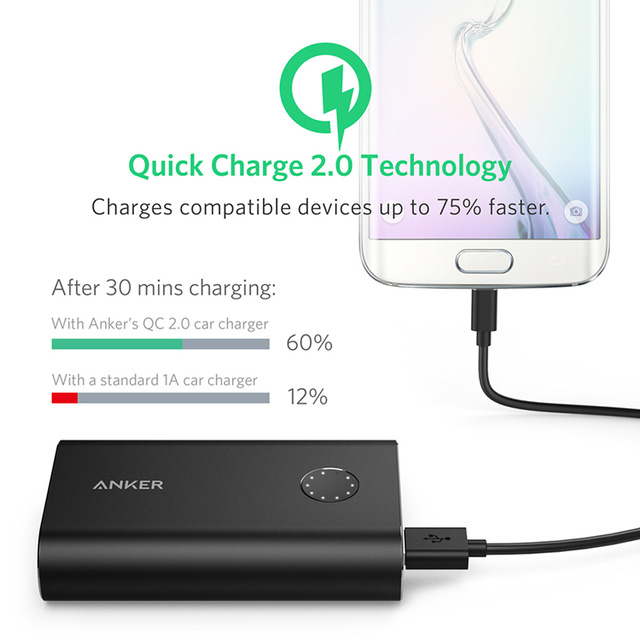 Quick Charge 2.0 Technology
Charges compatible devices up to 75% faster.
After 30 mins charging:
With Anker's QC 2.0 car charger
60%
With a standard 1A car charger
12%
ANKER